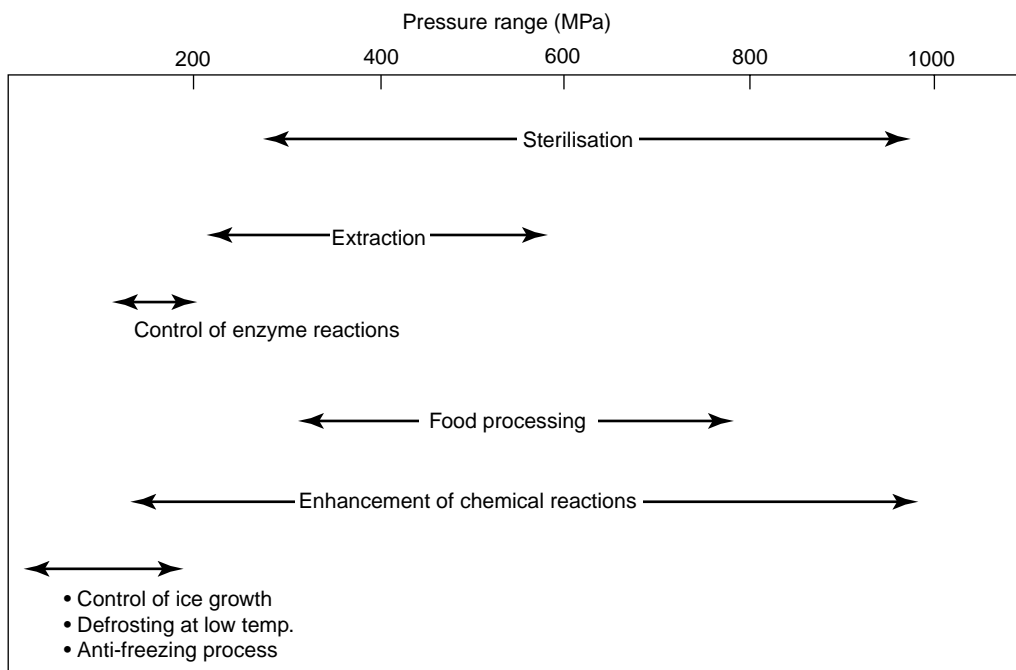 Pressure range (MPa)
200 400 600 800 1000
Sterilisation
Extraction
Control of enzyme reactions
Food processing
Enhancement of chemical reactions
• Control of ice growth
• Defrosting at low temp.
• Anti-freezing process